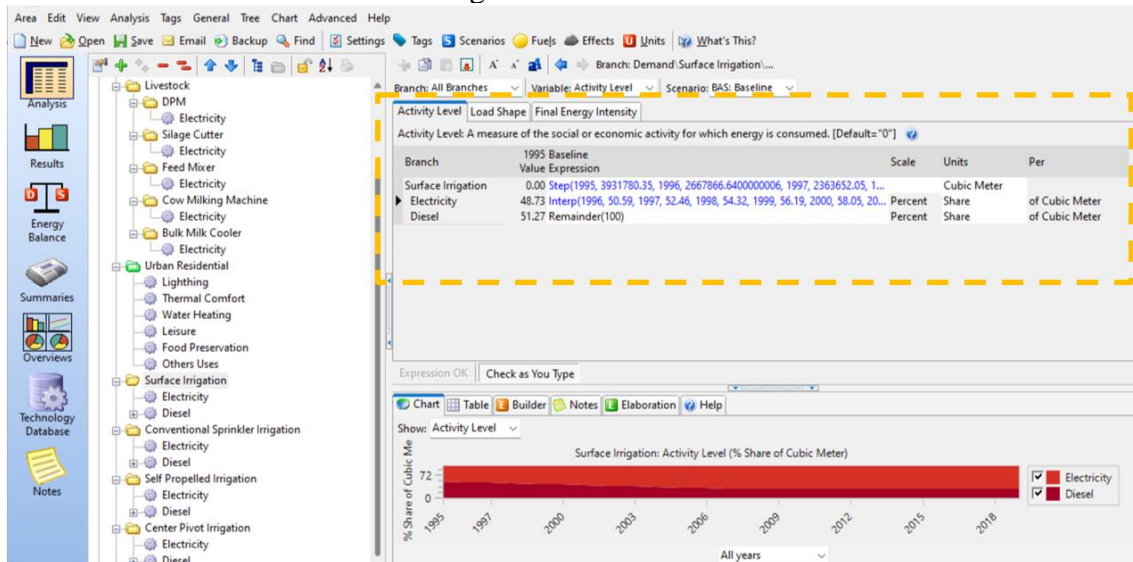 Area Edit View Analysis Tags General Tree Chart Advanced Help
New Open Save Email Backup Find Settings Tags Scenarios Fuels Effects Units What's This?
Branch: Demand\Surface Irrigation\...
Branch: All Branches Variable: Activity Level Scenario: BAS: Baseline
Analysis
Results
Energy
Balance
Summaries
Overviews
Technology
Database
Notes
Livestock
DPM
Electricity
Silage Cutter
Electricity
Feed Mixer
Electricity
Cow Milking Machine
Electricity
Bulk Milk Cooler
Electricity
Urban Residential
Lighthing
Thermal Comfort
Water Heating
Leisure
Food Preservation
Others Uses
Surface Irrigation
Electricity
Diesel
Conventional Sprinkler Irrigation
Electricity
Diesel
Self Propelled Irrigation
Electricity
Diesel
Center Pivot Irrigation
Electricity
Diesel
Activity Level Load Shape Final Energy Intensity
Activity Level: A measure of the social or economic activity for which energy is consumed. [Default="0"]
Branch 1995 Value Baseline Expression Scale Units Per
Surface Irrigation 0.00 Step(1995, 3931780.35, 1996, 2667866.6400000006, 1997, 2363652.05, 1... Cubic Meter
Electricity 48.73 Interp(1996, 50.59, 1997, 52.46, 1998, 54.32, 1999, 56.19, 2000, 58.05, 20... Percent Share of Cubic Meter
Diesel 51.27 Remainder(100) Percent Share of Cubic Meter
Expression OK Check as You Type
Chart Table Builder Notes Elaboration Help
Show: Activity Level
Surface Irrigation: Activity Level (% Share of Cubic Meter)
% Share of Cubic Me
72
0
1995 1997 2000 2003 2006 2009 2012 2015 2018
Electricity
Diesel
All years